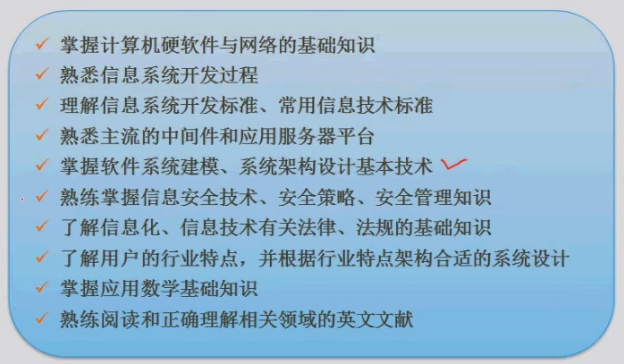 掌握计算机硬软件与网络的基础知识
熟悉信息系统开发过程
理解信息系统开发标准、常用信息技术标准
熟悉主流的中间件和应用服务器平台
掌握软件系统建模、系统架构设计基本技术
熟练掌握信息安全技术、安全策略、安全管理知识
了解信息化、信息技术有关法律、法规的基础知识
了解用户的行业特点，并根据行业特点架构合适的系统设计
掌握应用数学基础知识
熟练阅读和正确理解相关领域的英文文献